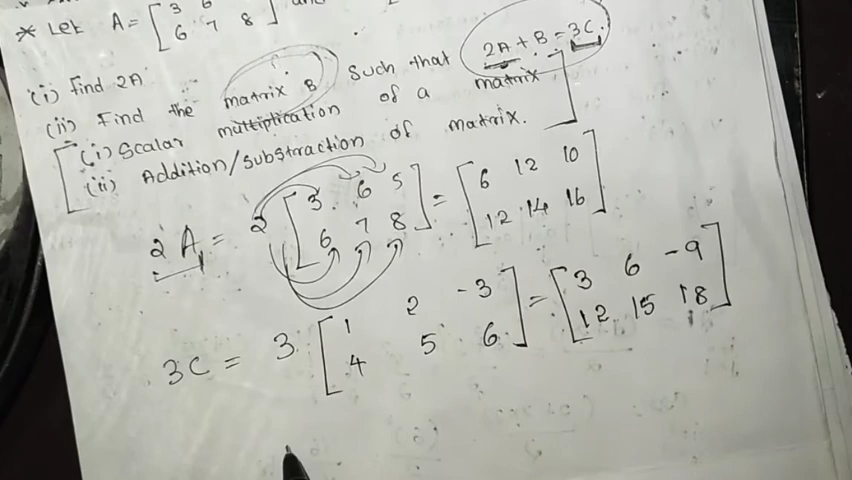 * Let A = [ 3 6
6 7 8 ] and
(i) Find 2A
(ii) Find the matrix B such that 2A + B = 3C.
(i) Scalar multiplication of a matrix
(ii) Addition/substraction of matrix.
2A = 2 [ 3 6 5 ] = [ 6 12 10 ]
[ 6 7 8 ] [ 12 14 16 ]
3C = 3 [ 1 2 -3 ] = [ 3 6 -9 ]
[ 4 5 6 ] [ 12 15 18 ]